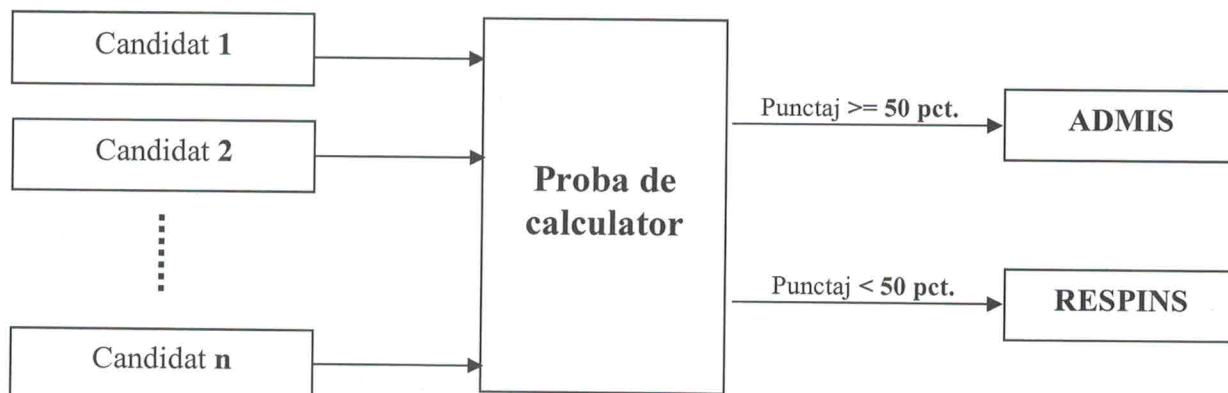 Candidat 1
Candidat 2
Candidat n
Proba de
calculator
Punctaj >= 50 pct.
ADMIS
Punctaj < 50 pct.
RESPINS